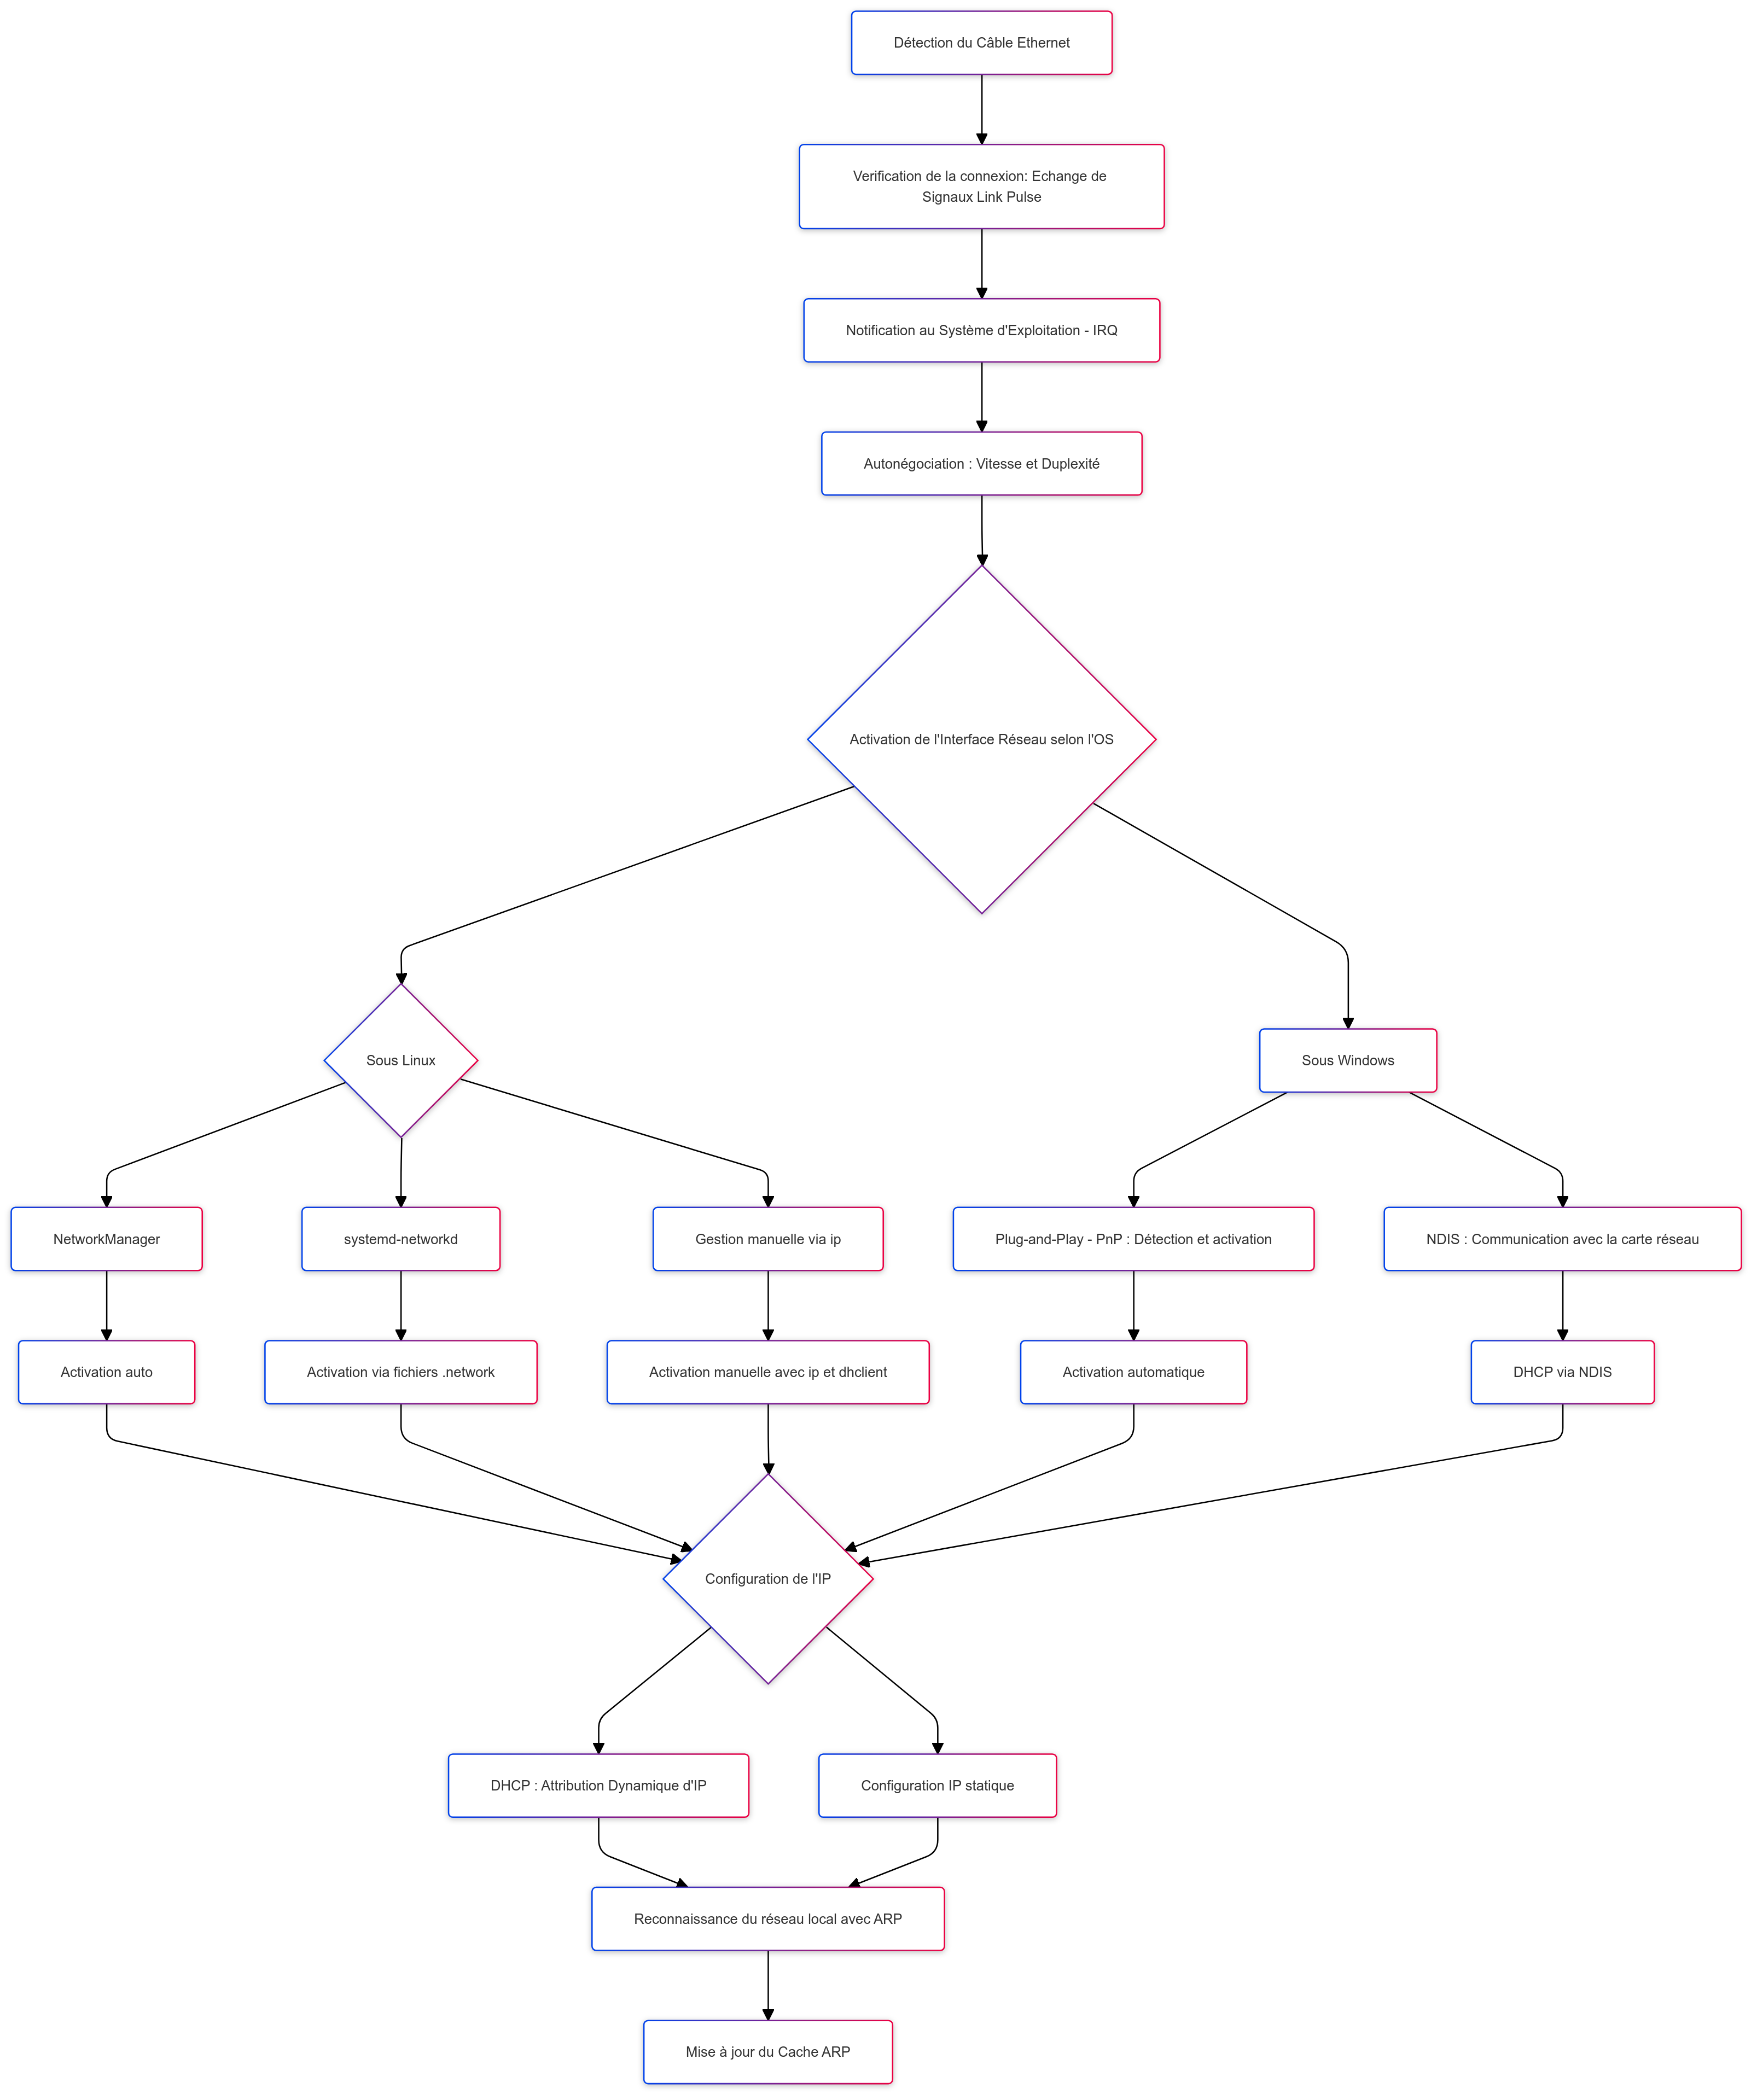 Détection du Câble Ethernet
Verification de la connexion: Echange de
Signaux Link Pulse
Notification au Système d'Exploitation - IRQ
Autonégociation : Vitesse et Duplexité
Activation de l'Interface Réseau selon l'OS
Sous Linux
Sous Windows
NetworkManager
systemd-networkd
Gestion manuelle via ip
Plug-and-Play - PnP : Détection et activation
NDIS : Communication avec la carte réseau
Activation auto
Activation via fichiers .network
Activation manuelle avec ip et dhclient
Activation automatique
DHCP via NDIS
Configuration de l'IP
DHCP : Attribution Dynamique d'IP
Configuration IP statique
Reconnaissance du réseau local avec ARP
Mise à jour du Cache ARP